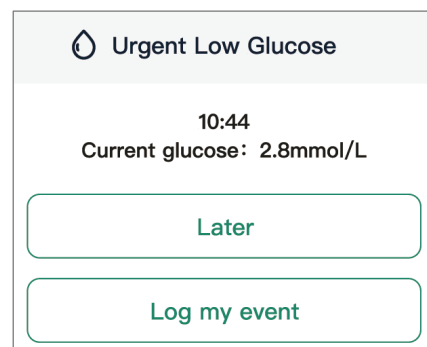 Urgent Low Glucose
10:44
Current glucose: 2.8mmol/L
Later
Log my event